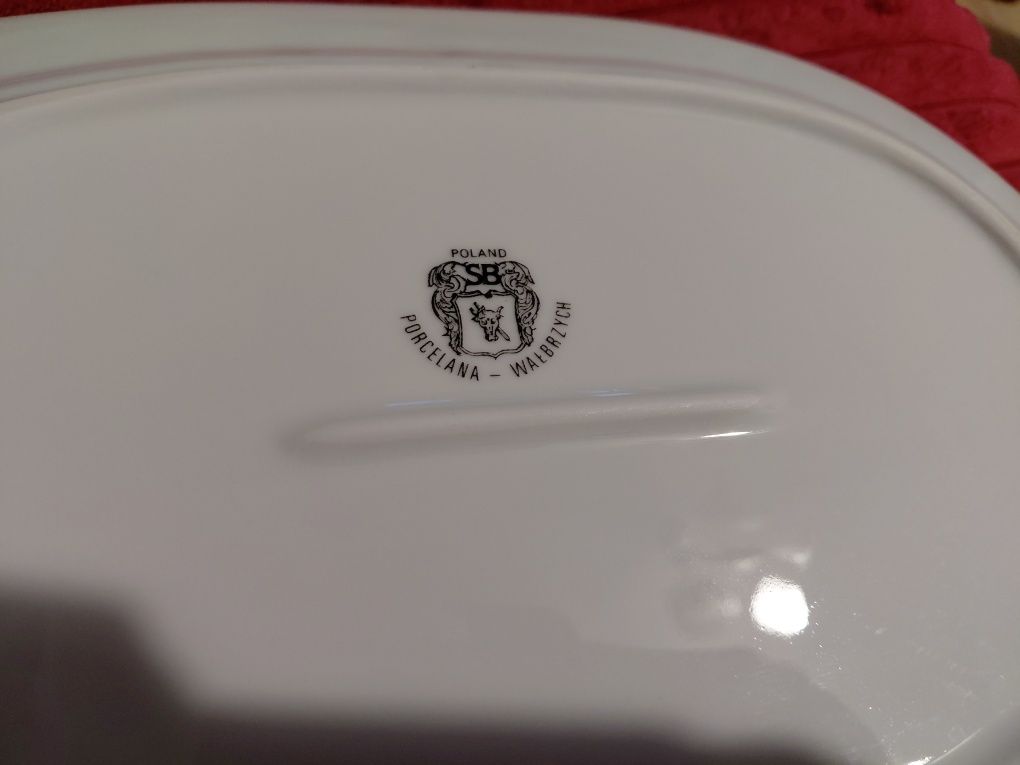 POLAND
SB
PORCELANA – WAŁBRZYCH